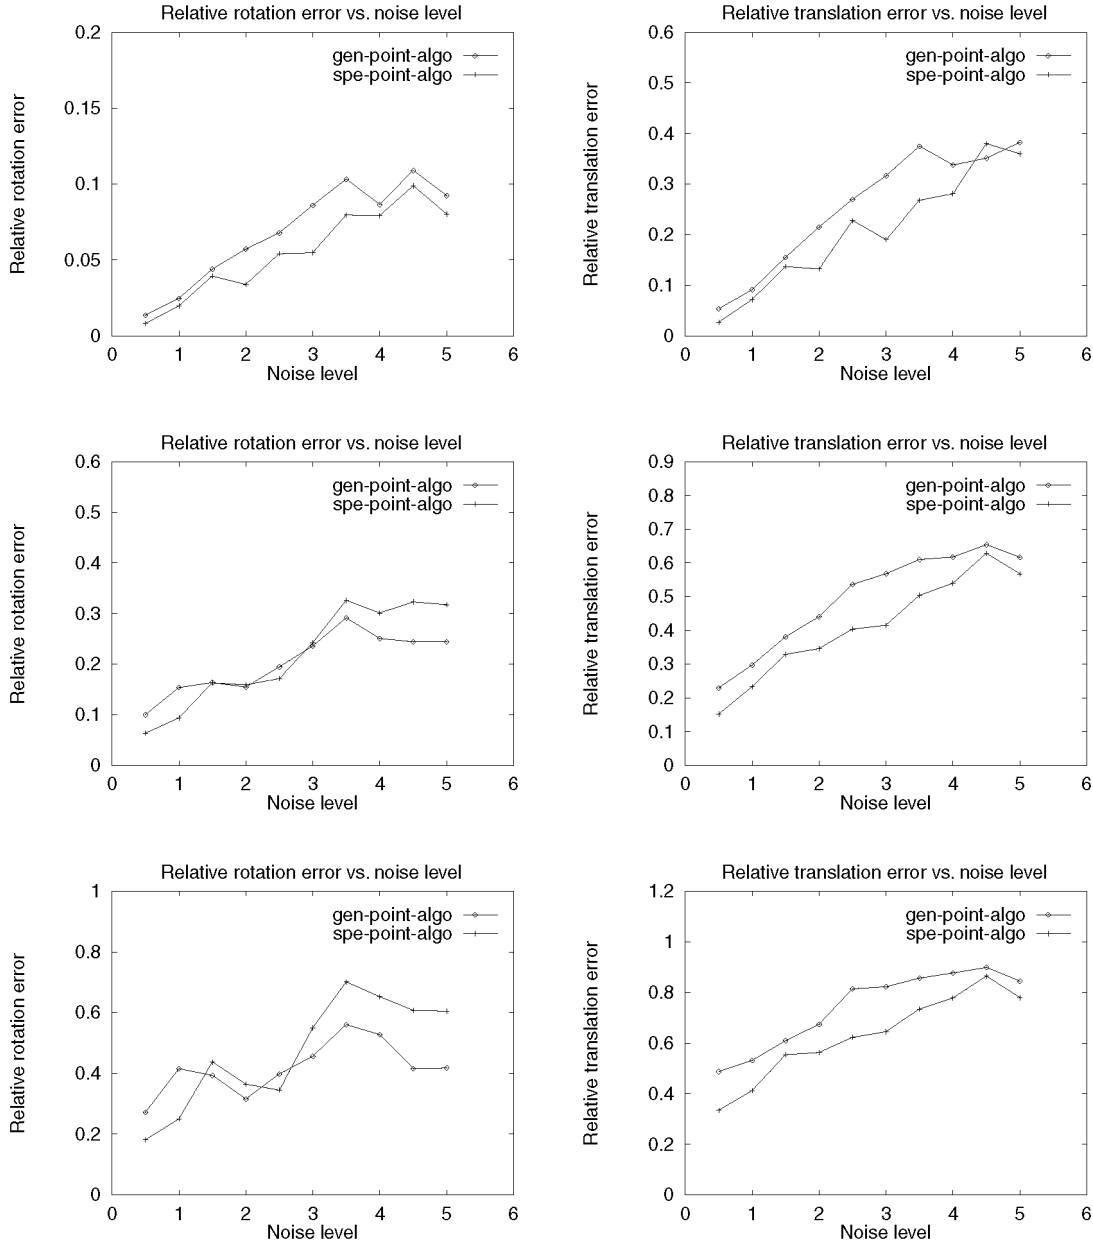 Relative rotation error vs. noise level
0.2
0.15
0.1
0.05
0
Relative rotation error
gen-point-algo
spe-point-algo
0 1 2 3 4 5 6
Noise level
Relative translation error vs. noise level
0.6
0.5
0.4
0.3
0.2
0.1
0
Relative translation error
gen-point-algo
spe-point-algo
0 1 2 3 4 5 6
Noise level
Relative rotation error vs. noise level
0.6
0.5
0.4
0.3
0.2
0.1
0
Relative rotation error
gen-point-algo
spe-point-algo
0 1 2 3 4 5 6
Noise level
Relative translation error vs. noise level
0.9
0.8
0.7
0.6
0.5
0.4
0.3
0.2
0.1
0
Relative translation error
gen-point-algo
spe-point-algo
0 1 2 3 4 5 6
Noise level
Relative rotation error vs. noise level
1
0.8
0.6
0.4
0.2
0
Relative rotation error
gen-point-algo
spe-point-algo
0 1 2 3 4 5 6
Noise level
Relative translation error vs. noise level
1.2
1
0.8
0.6
0.4
0.2
0
Relative translation error
gen-point-algo
spe-point-algo
0 1 2 3 4 5 6
Noise level